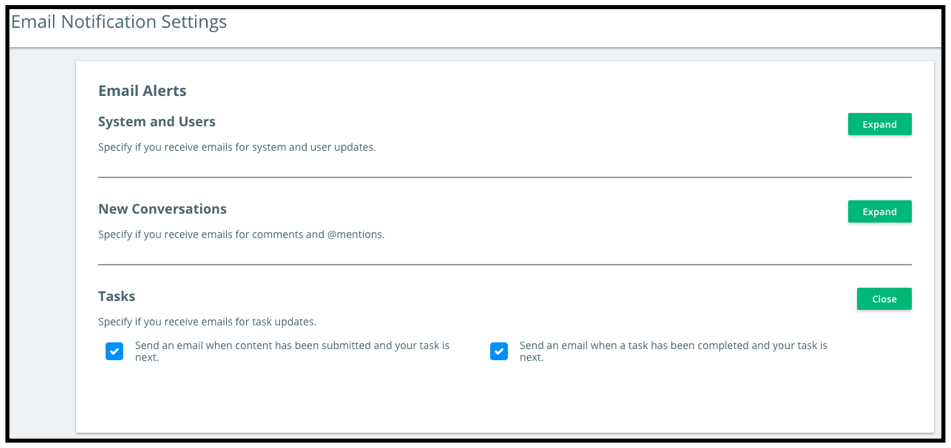 Email Notification Settings
Email Alerts
System and Users
Expand
Specify if you receive emails for system and user updates.
New Conversations
Expand
Specify if you receive emails for comments and @mentions.
Tasks
Close
Specify if you receive emails for task updates.
Send an email when content has been submitted and your task is
next.
Send an email when a task has been completed and your task is
next.